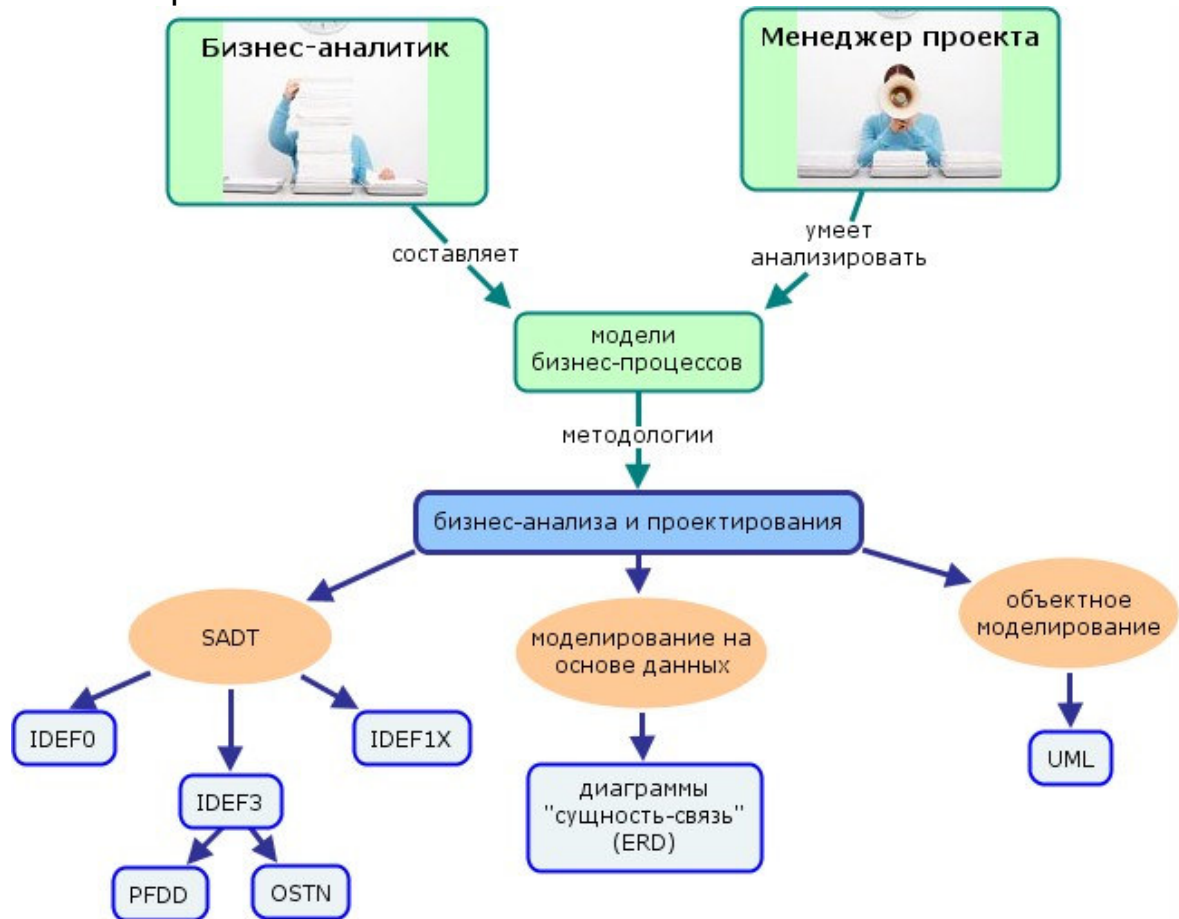 Бизнес-аналитик
Менеджер проекта
составляет
умеет
анализировать
модели
бизнес-процессов
методологии
бизнес-анализа и проектирования
SADT
моделирование на
основе данных
объектное
моделирование
IDEF0
IDEF1X
IDEF3
PFDD
OSTN
диаграммы
"сущность-связь"
(ERD)
UML